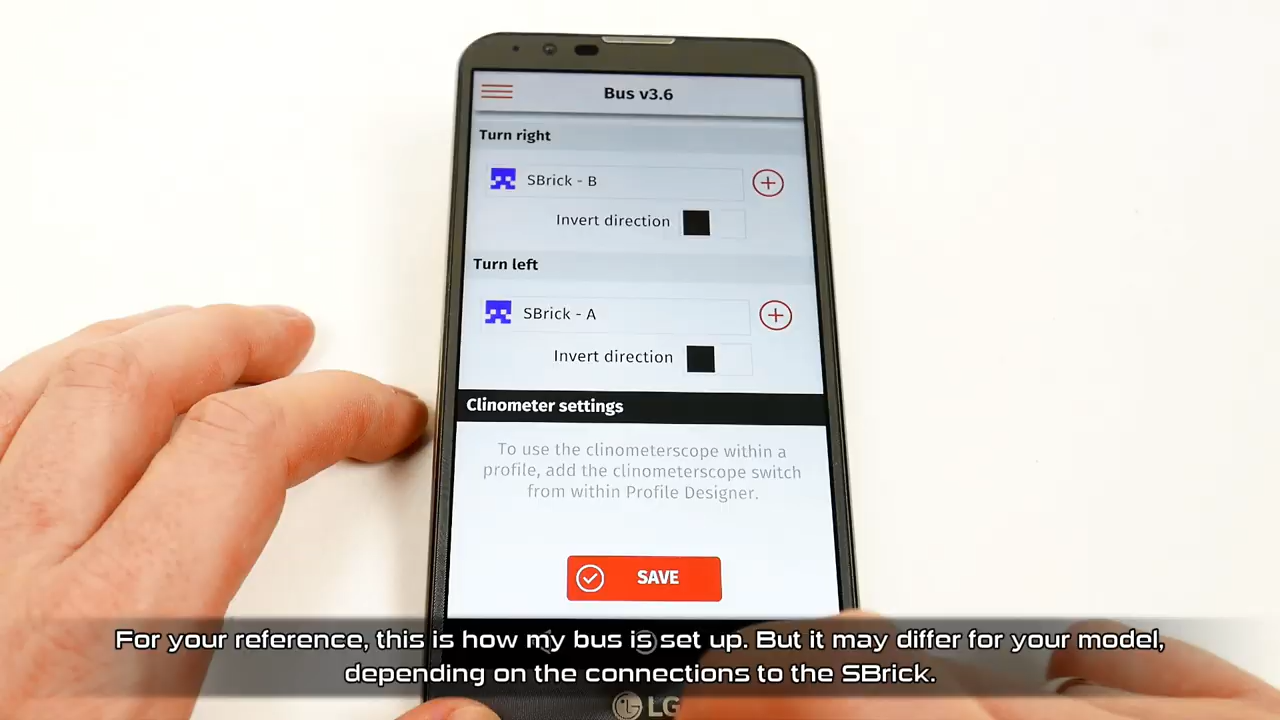 Bus v3.6
Turn right
SBrick - B
Invert direction
Turn left
SBrick - A
Invert direction
Clinometer settings
To use the clinometerscope within a
profile, add the clinometerscope switch
from within Profile Designer.
SAVE
For your reference, this is how my bus is set up. But it may differ for your model,
depending on the connections to the SBrick.
LG